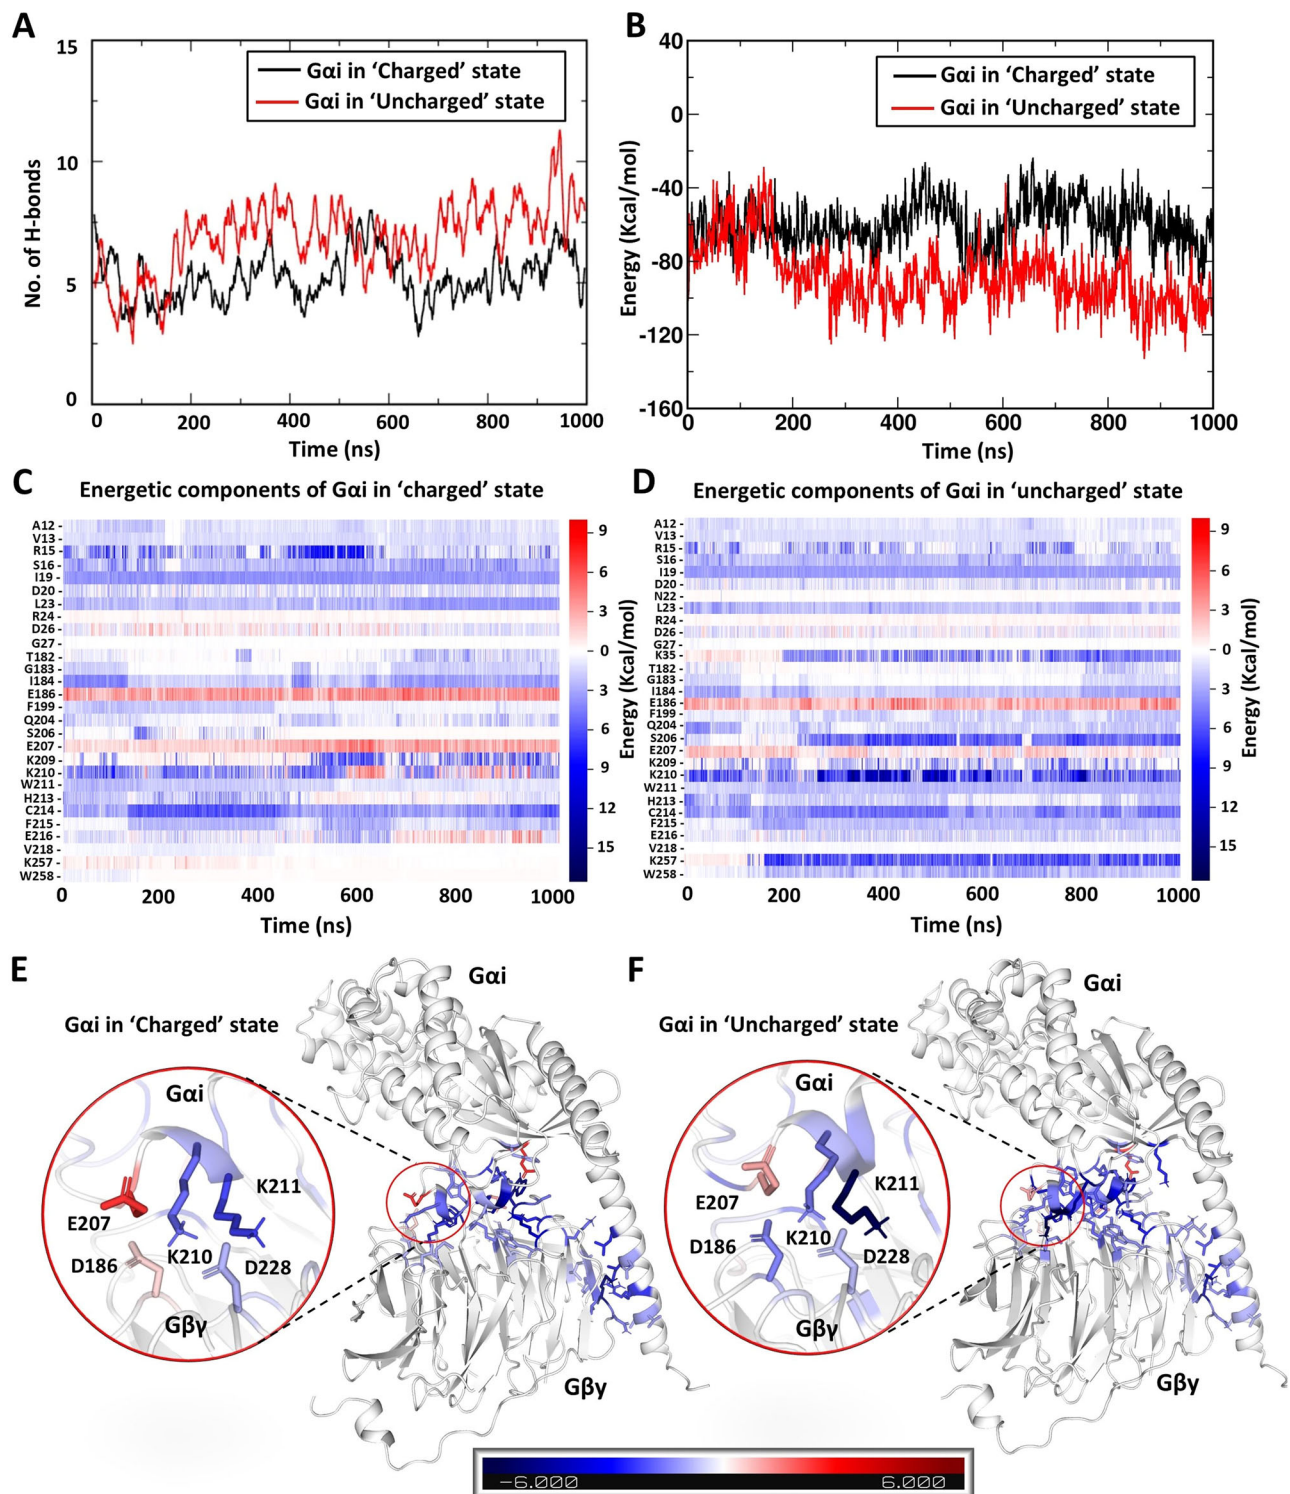 A
B
15
10
5
0
No. of H-bonds
Gαi in ‘Charged’ state
Gαi in ‘Uncharged’ state
0 200 400 600 800 1000
Time (ns)
40
0
-40
-80
-120
-160
Energy (Kcal/mol)
Gαi in ‘Charged’ state
Gαi in ‘Uncharged’ state
0 200 400 600 800 1000
Time (ns)
C
Energetic components of Gαi in ‘charged’ state
A12
V13
R15
S16
I19
D20
L23
R24
D26
G27
T182
G183
I184
E186
F199
Q204
S206
E207
K209
K210
W211
H213
C214
F215
E216
V218
K257
W258
0 200 400 600 800 1000
Time (ns)
9
6
3
0
3
6
9
12
15
Energy (Kcal/mol)
D
Energetic components of Gαi in ‘uncharged’ state
A12
V13
R15
S16
I19
D20
N22
L23
R24
D26
G27
K35
T182
G183
I184
E186
F199
Q204
S206
E207
K209
K210
W211
H213
C214
F215
E216
V218
K257
W258
0 200 400 600 800 1000
Time (ns)
9
6
3
0
3
6
9
12
15
Energy (Kcal/mol)
E
Gαi
Gαi in ‘Charged’ state
Gαi
K211
E207
K210
D186
D228
Gβγ
Gβγ
F
Gαi
Gαi in ‘Uncharged’ state
Gαi
K211
E207
K210
D186
D228
Gβγ
Gβγ
-6.000 6.000